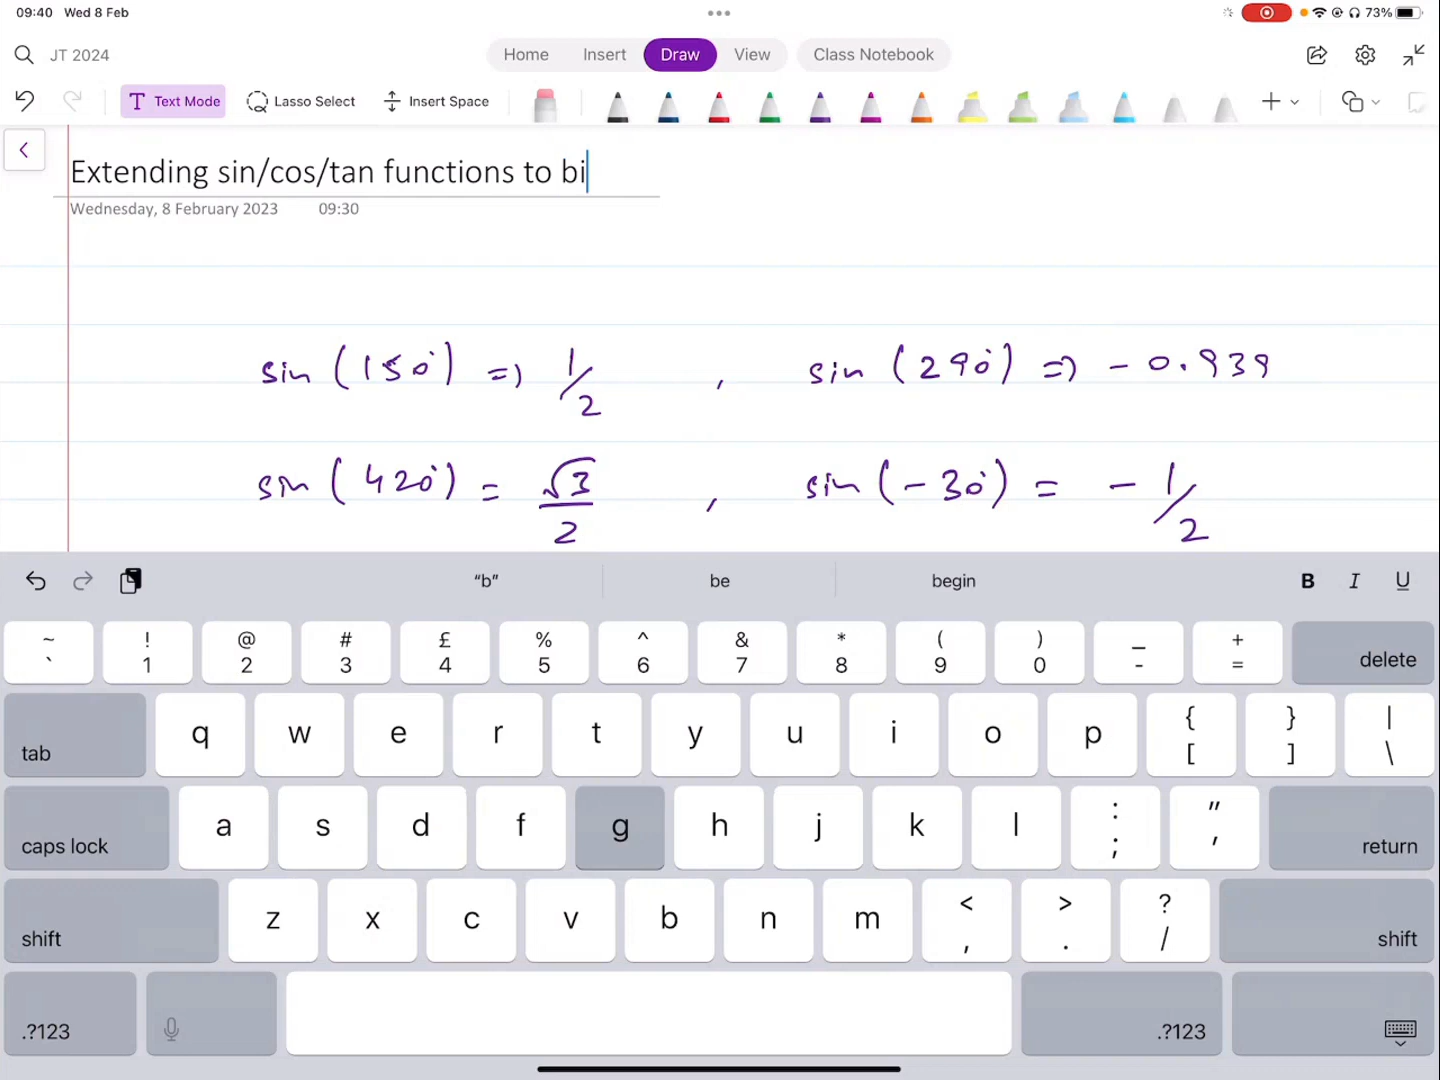 09:40 Wed 8 Feb
73%
JT 2024
Home Insert Draw View Class Notebook
Text Mode Lasso Select Insert Space
Extending sin/cos/tan functions to bi
Wednesday, 8 February 2023 09:30
sin (150°) => 1/2 , sin (290°) => - 0.939
sin (420°) = √3/2 , sin (-30°) = - 1/2
“b” be begin B I U
~ ! @ # £ % ^ & * ( ) _ +
` 1 2 3 4 5 6 7 8 9 0 - = delete
tab q w e r t y u i o p { [ } ] | \
caps lock a s d f g h j k l : ; " ' return
shift z x c v b n m < , > . ? / shift
.?123 .?123